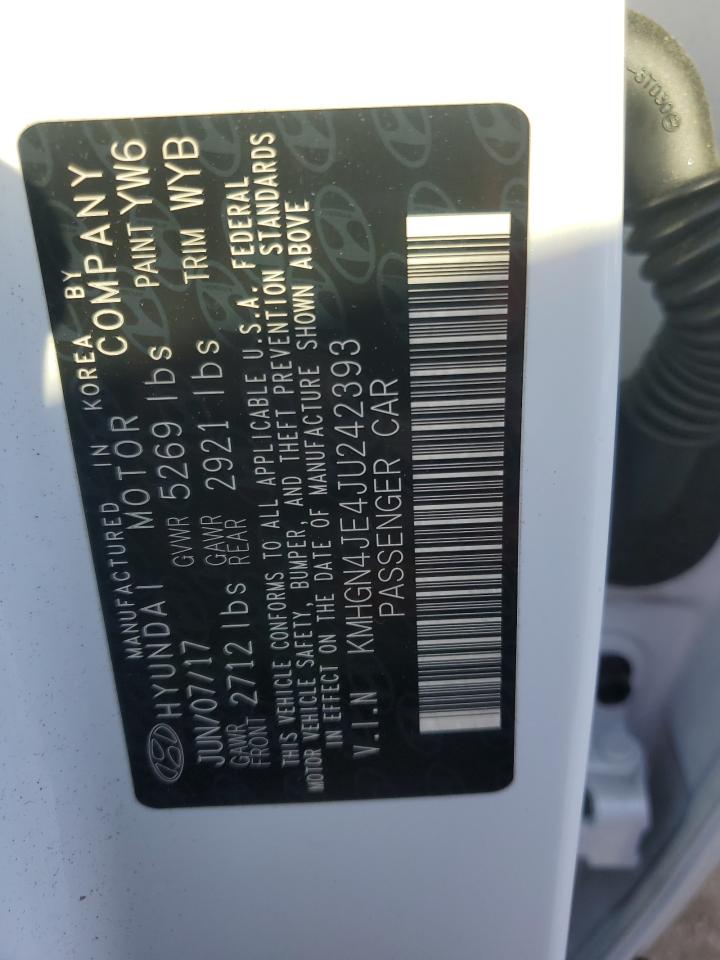 MANUFACTURED IN KOREA BY
HYUNDAI MOTOR COMPANY
JUN/07/17 GVWR 5269 lbs PAINT YW6
GAWR FRONT 2712 lbs GAWR REAR 2921 lbs TRIM WYB
THIS VEHICLE CONFORMS TO ALL APPLICABLE U.S.A. FEDERAL
MOTOR VEHICLE SAFETY, BUMPER, AND THEFT PREVENTION STANDARDS
IN EFFECT ON THE DATE OF MANUFACTURE SHOWN ABOVE
V.I.N KMHGN4JE4JU242393
PASSENGER CAR
-3T030